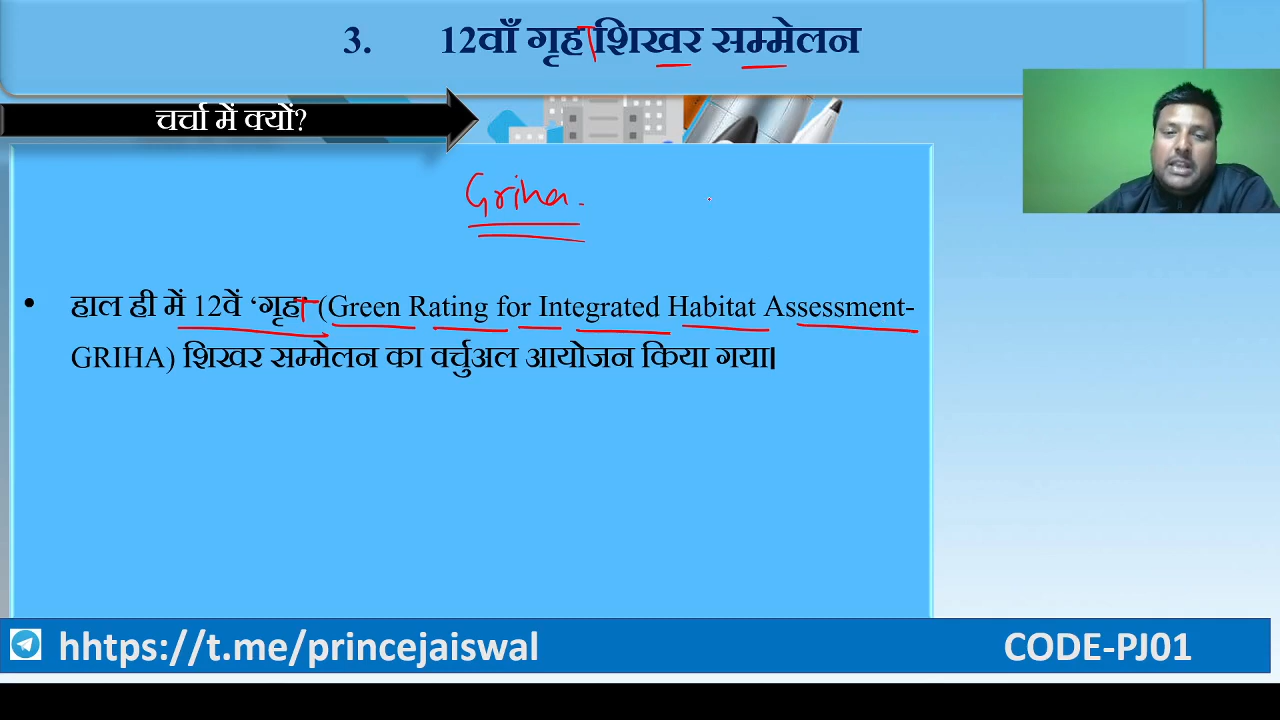 3. 12वाँ गृह शिखर सम्मेलन
चर्चा में क्यों?
Griha.
• हाल ही में 12वें ‘गृह’ (Green Rating for Integrated Habitat Assessment-
GRIHA) शिखर सम्मेलन का वर्चुअल आयोजन किया गया।
hhtps://t.me/princejaiswal
CODE-PJ01